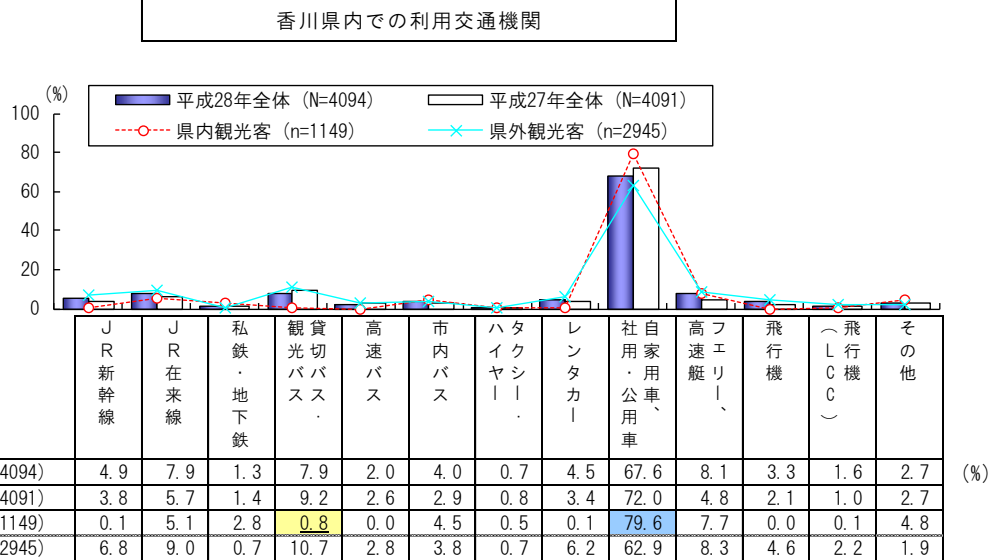 香川県内での利用交通機関
(%)
平成28年全体 (N=4094)
平成27年全体 (N=4091)
県内観光客 (n=1149)
県外観光客 (n=2945)
100
80
60
40
20
0
JR新幹線
JR在来線
私鉄・地下鉄
貸切バス・
観光バス
高速バス
市内バス
タクシー・
ハイヤー
レンタカー
自家用車、
社用・公用車
フェリー、
高速艇
飛行機
飛行機
(LCC)
その他
4094) 4.9 7.9 1.3 7.9 2.0 4.0 0.7 4.5 67.6 8.1 3.3 1.6 2.7 (%)
4091) 3.8 5.7 1.4 9.2 2.6 2.9 0.8 3.4 72.0 4.8 2.1 1.0 2.7
1149) 0.1 5.1 2.8 0.8 0.0 4.5 0.5 0.1 79.6 7.7 0.0 0.1 4.8
2945) 6.8 9.0 0.7 10.7 2.8 3.8 0.7 6.2 62.9 8.3 4.6 2.2 1.9